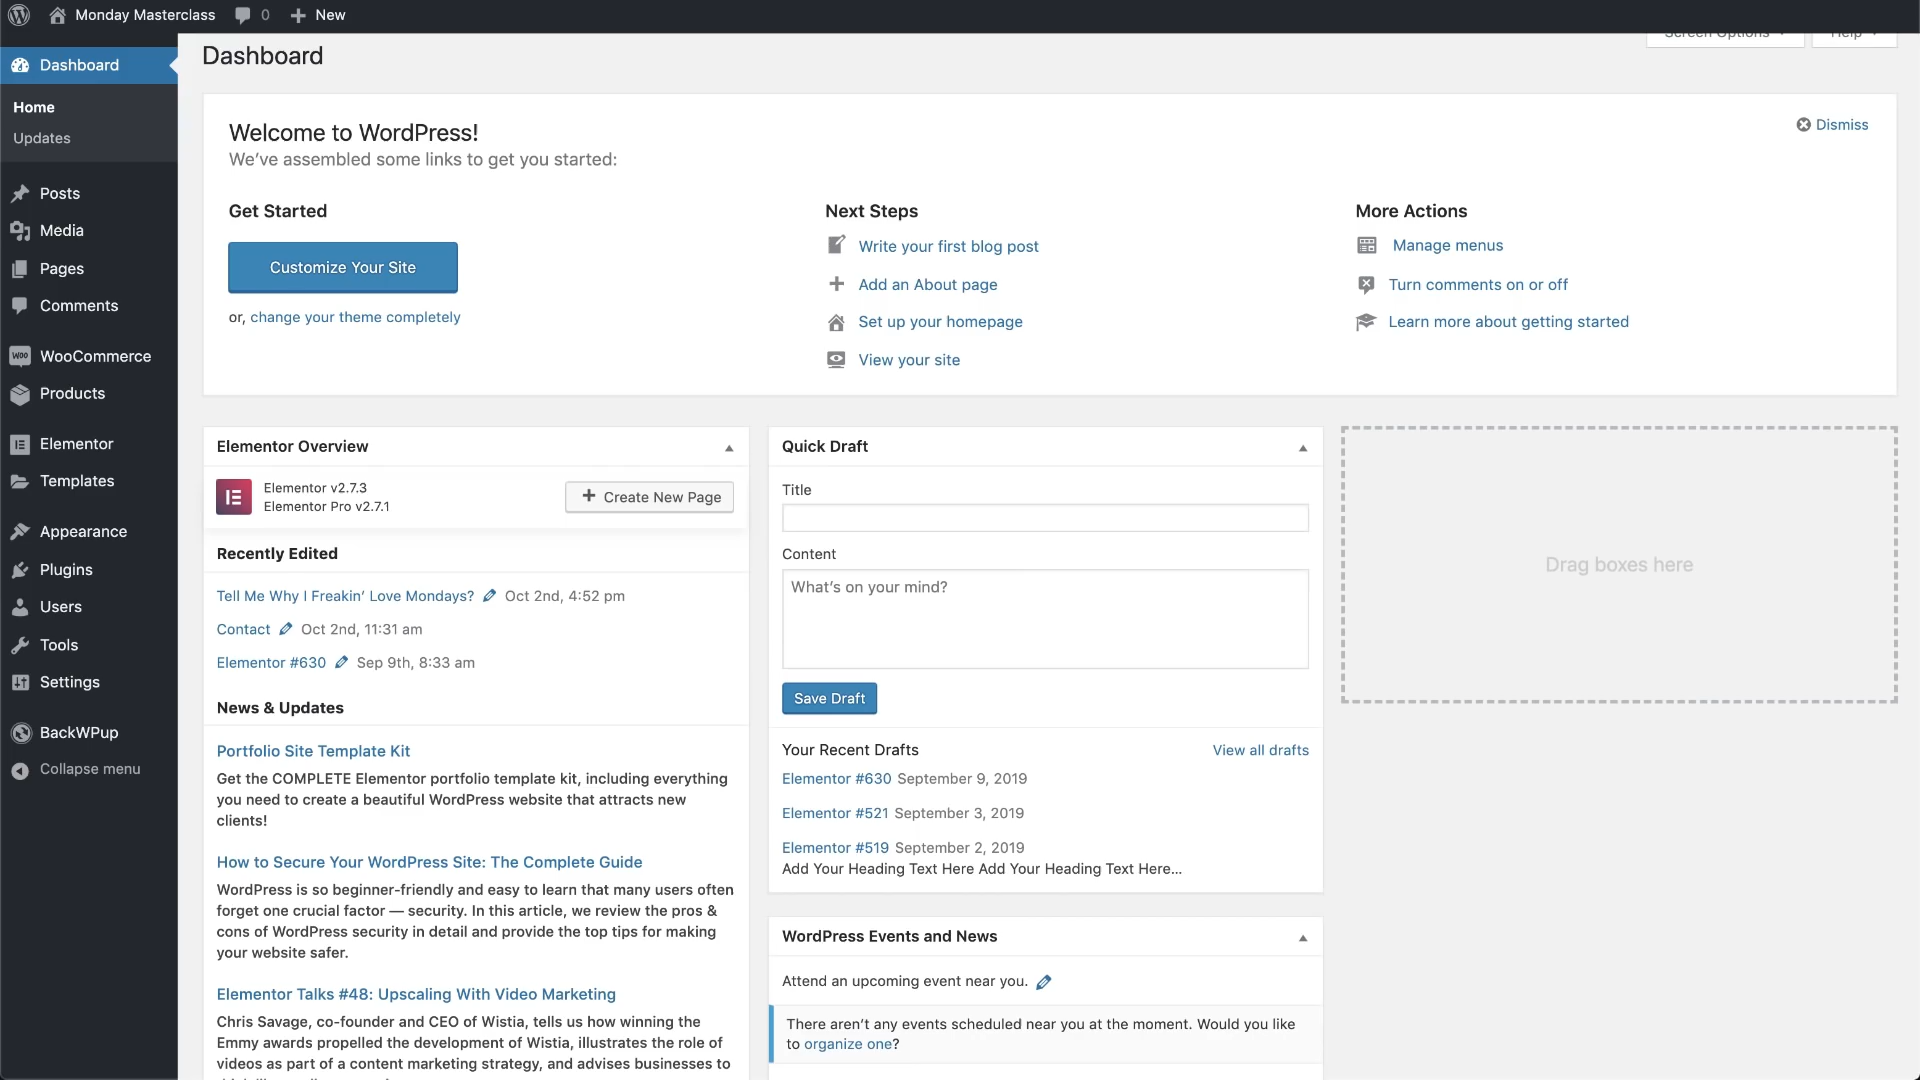 Monday Masterclass 0 New
Screen Options Help
Dashboard
Home
Updates
Posts
Media
Pages
Comments
WooCommerce
Products
Elementor
Templates
Appearance
Plugins
Users
Tools
Settings
BackWPup
Collapse menu
Dashboard
Welcome to WordPress!
We’ve assembled some links to get you started:
Dismiss
Get Started
Customize Your Site
or, change your theme completely
Next Steps
Write your first blog post
Add an About page
Set up your homepage
View your site
More Actions
Manage menus
Turn comments on or off
Learn more about getting started
Elementor Overview
Elementor v2.7.3
Elementor Pro v2.7.1
Create New Page
Recently Edited
Tell Me Why I Freakin’ Love Mondays? Oct 2nd, 4:52 pm
Contact Oct 2nd, 11:31 am
Elementor #630 Sep 9th, 8:33 am
News & Updates
Portfolio Site Template Kit
Get the COMPLETE Elementor portfolio template kit, including everything
you need to create a beautiful WordPress website that attracts new
clients!
How to Secure Your WordPress Site: The Complete Guide
WordPress is so beginner-friendly and easy to learn that many users often
forget one crucial factor — security. In this article, we review the pros &
cons of WordPress security in detail and provide the top tips for making
your website safer.
Elementor Talks #48: Upscaling With Video Marketing
Chris Savage, co-founder and CEO of Wistia, tells us how winning the
Emmy awards propelled the development of Wistia, illustrates the role of
videos as part of a content marketing strategy, and advises businesses to
Quick Draft
Title
Content
What’s on your mind?
Save Draft
Your Recent Drafts
View all drafts
Elementor #630 September 9, 2019
Elementor #521 September 3, 2019
Elementor #519 September 2, 2019
Add Your Heading Text Here Add Your Heading Text Here…
WordPress Events and News
Attend an upcoming event near you.
There aren’t any events scheduled near you at the moment. Would you like
to organize one?
Drag boxes here